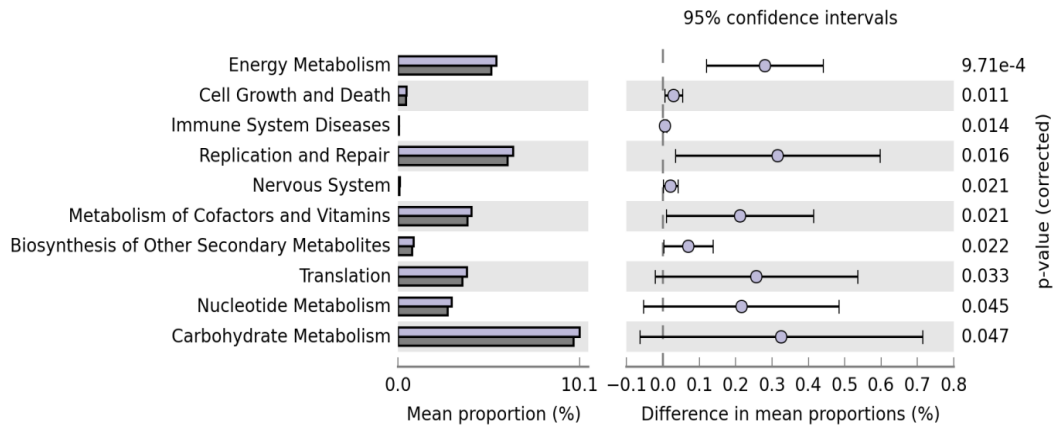 95% confidence intervals
Energy Metabolism 9.71e-4
Cell Growth and Death 0.011
Immune System Diseases 0.014
Replication and Repair 0.016
Nervous System 0.021
Metabolism of Cofactors and Vitamins 0.021
Biosynthesis of Other Secondary Metabolites 0.022
Translation 0.033
Nucleotide Metabolism 0.045
Carbohydrate Metabolism 0.047
p-value (corrected)
0.0 10.1 −0.1 0.0 0.1 0.2 0.3 0.4 0.5 0.6 0.7 0.8
Mean proportion (%) Difference in mean proportions (%)